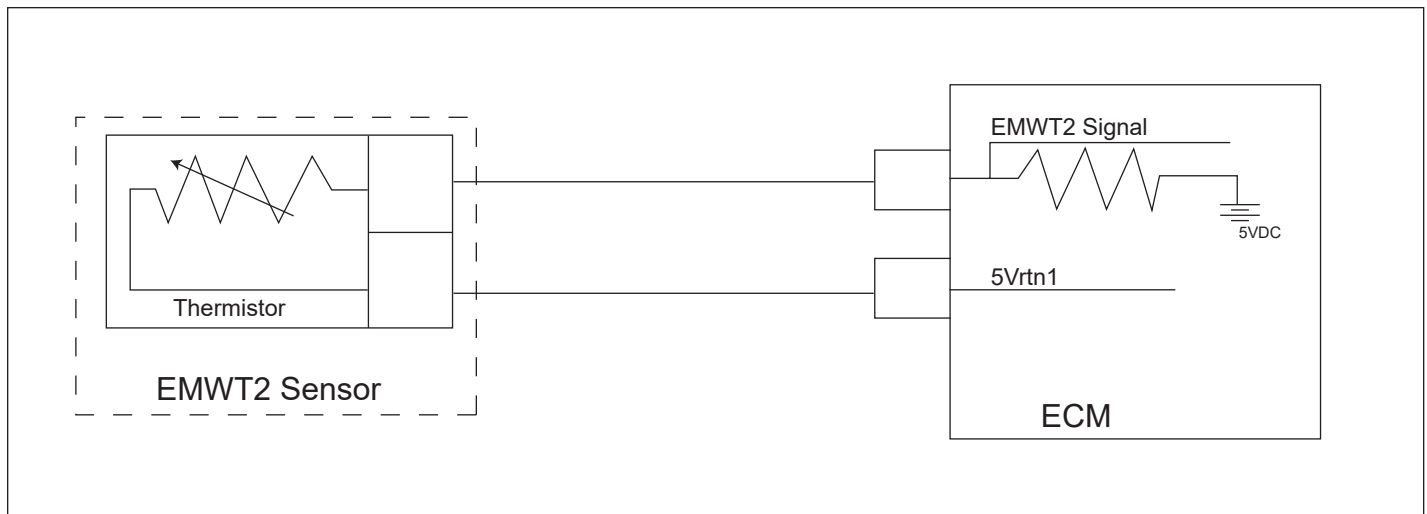 EMWT2 Signal
5VDC
5Vrtn1
Thermistor
EMWT2 Sensor
ECM